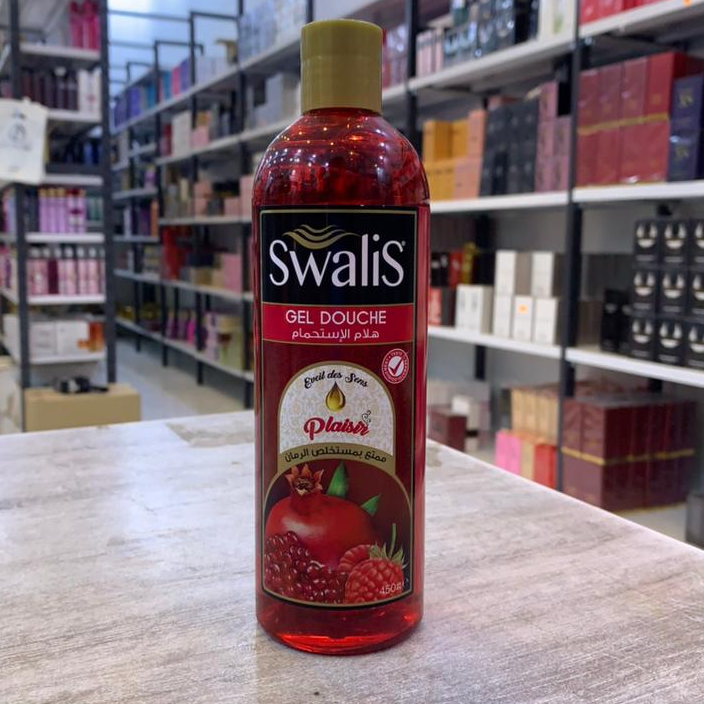 SwaliS
GEL DOUCHE
هلام الإستحمام
Eveil des Sens
Plaisir
ممتع بمستخلص الرمان
450ml